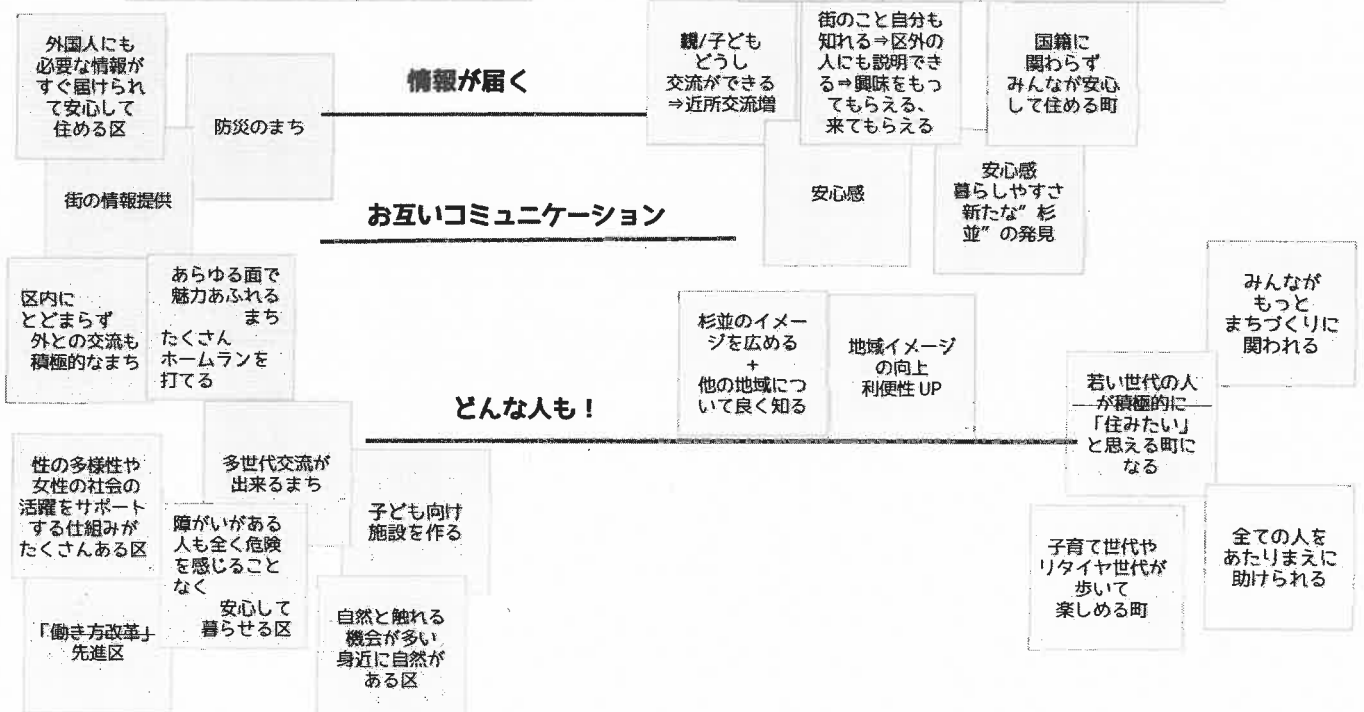 外国人にも
必要な情報が
すぐ届けられ
て安心して
住める区
防災のまち
街の情報提供
情報が届く
親/子ども
どうし
交流ができる
⇒近所交流増
街のこと自分も
知れる⇒区外の
人にも説明でき
る⇒興味をもっ
てもらえる、
来てもらえる
国籍に
関わらず
みんなが安心
して住める町
お互いコミュニケーション
安心感
安心感
暮らしやすさ
新たな”杉
並”の発見
区内に
とどまらず
外との交流も
積極的なまち
あらゆる面で
魅力あふれる
まち
たくさん
ホームランを
打てる
どんな人も！
杉並のイメー
ジを広める
+
他の地域につ
いて良く知る
地域イメージ
の向上
利便性UP
みんなが
もっと
まちづくりに
関われる
若い世代の人
が積極的に
「住みたい」
と思える町に
なる
性の多様性や
女性の社会の
活躍をサポート
する仕組みが
たくさんある区
多世代交流が
出来るまち
障がいがある
人も全く危険
を感じること
なく
安心して
暮らせる区
子ども向け
施設を作る
「働き方改革」
先進区
自然と触れる
機会が多い
身近に自然が
ある区
子育て世代や
リタイヤ世代が
歩いて
楽しめる町
全ての人を
あたりまえに
助けられる